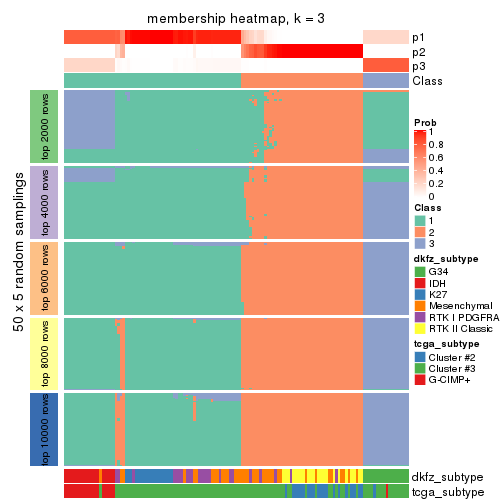 membership heatmap, k = 3
p1
p2
p3
Class
50 x 5 random samplings
top 2000 rows
top 4000 rows
top 6000 rows
top 8000 rows
top 10000 rows
dkfz_subtype
tcga_subtype
Prob
1
0.8
0.6
0.4
0.2
0
Class
1
2
3
dkfz_subtype
G34
IDH
K27
Mesenchymal
RTK I PDGFRA
RTK II Classic
tcga_subtype
Cluster #2
Cluster #3
G-CIMP+